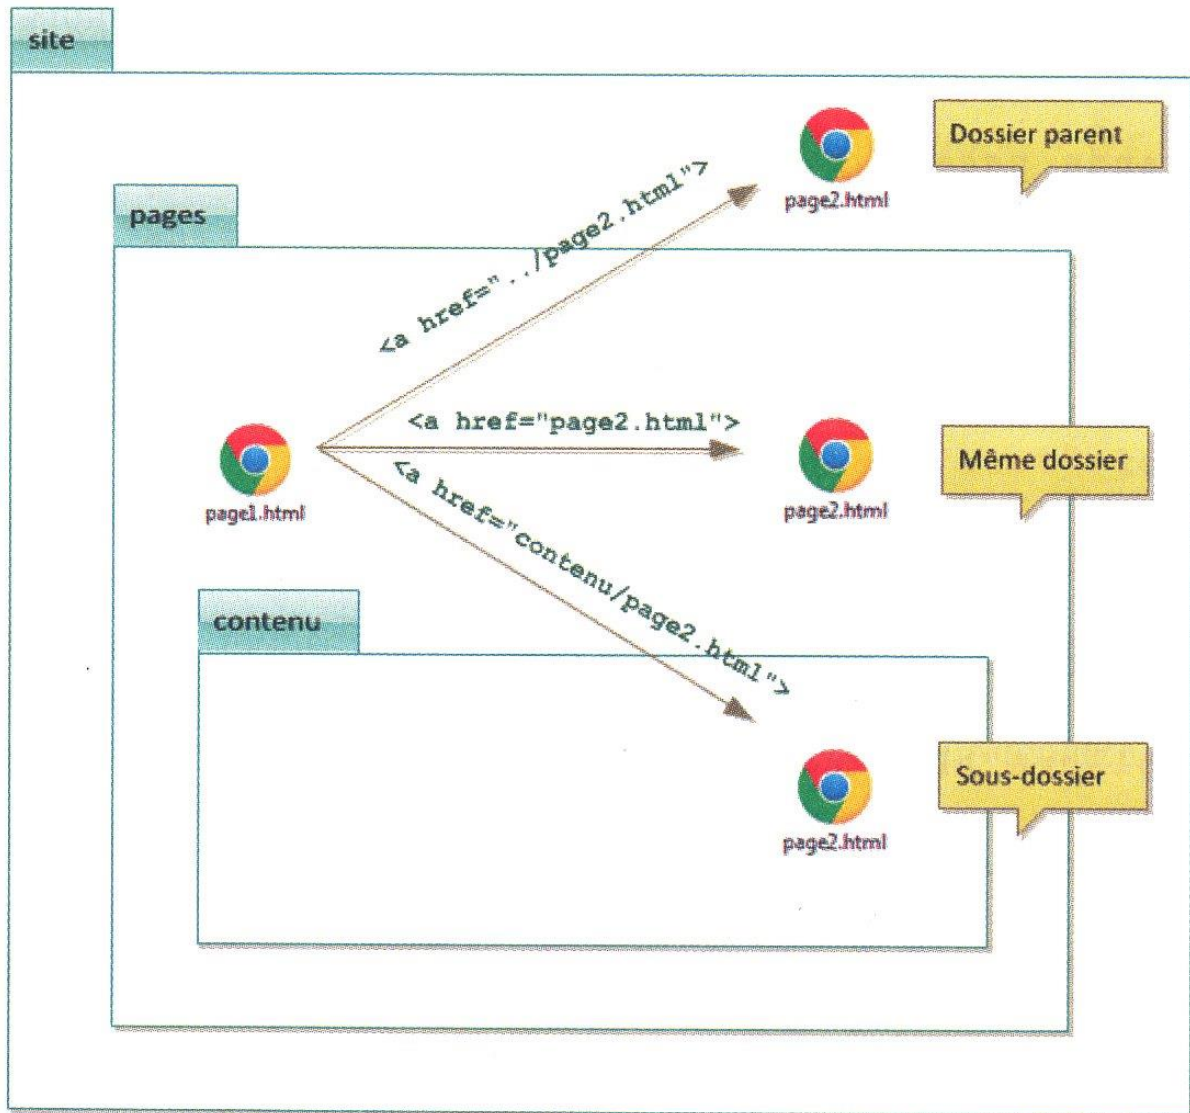 site
Dossier parent
page2.html
pages
<a href="../page2.html">
<a href="page2.html">
page1.html
page2.html
Même dossier
<a href="contenu/page2.html">
contenu
Sous-dossier
page2.html